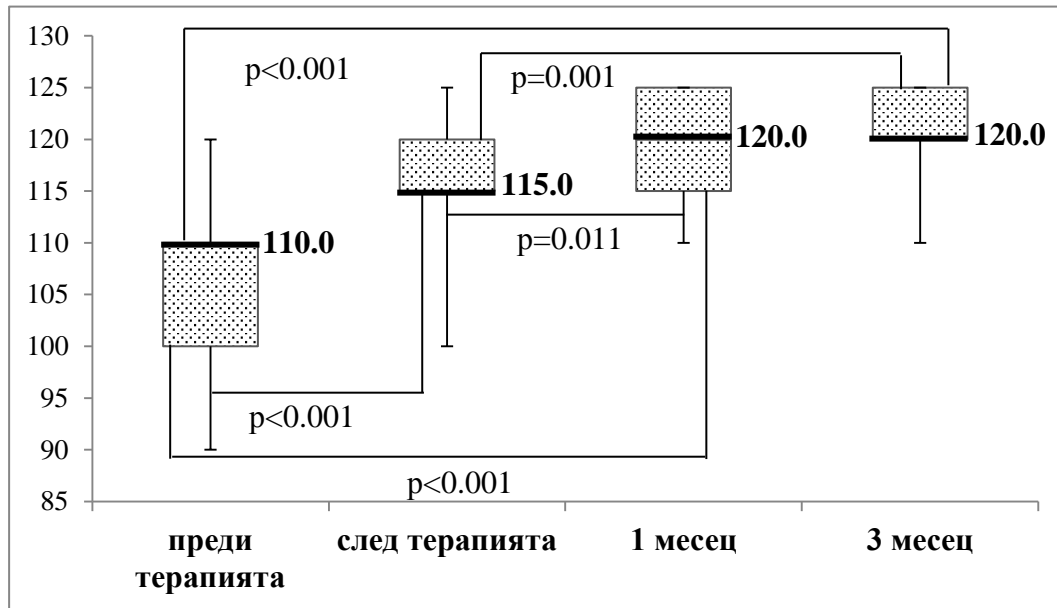 130
125
120
115
110
105
100
95
90
85
p<0.001
p=0.001
110.0
115.0
120.0
120.0
p=0.011
p<0.001
p<0.001
преди
терапията
след терапията
1 месец
3 месец